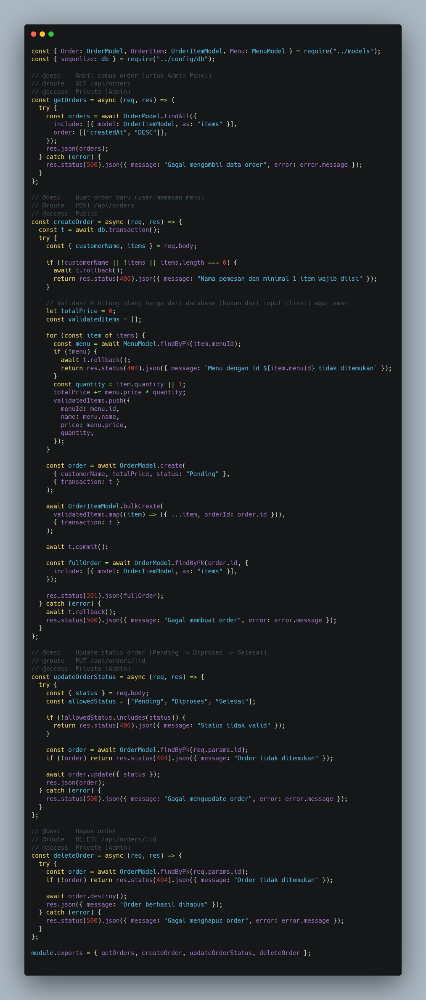 const { Order: OrderModel, OrderItem: OrderItemModel, Menu: MenuModel } = require("../models");
const { sequelize: db } = require("../config/db");

// @desc    Ambil semua order (untuk Admin Panel)
// @route   GET /api/orders
// @access  Private (Admin)
const getOrders = async (req, res) => {
  try {
    const orders = await OrderModel.findAll({
      include: [{ model: OrderItemModel, as: "items" }],
      order: [["createdAt", "DESC"]],
    });
    res.json(orders);
  } catch (error) {
    res.status(500).json({ message: "Gagal mengambil data order", error: error.message });
  }
};

// @desc    Buat order baru (user memesan menu)
// @route   POST /api/orders
// @access  Public
const createOrder = async (req, res) => {
  const t = await db.transaction();
  try {
    const { customerName, items } = req.body;

    if (!customerName || !items || items.length === 0) {
      await t.rollback();
      return res.status(400).json({ message: "Nama pemesan dan minimal 1 item wajib diisi" });
    }

    // Validasi & hitung ulang harga dari database (bukan dari input client) agar aman
    let totalPrice = 0;
    const validatedItems = [];

    for (const item of items) {
      const menu = await MenuModel.findByPk(item.menuId);
      if (!menu) {
        await t.rollback();
        return res.status(404).json({ message: `Menu dengan id ${item.menuId} tidak ditemukan` });
      }
      const quantity = item.quantity || 1;
      totalPrice += menu.price * quantity;
      validatedItems.push({
        menuId: menu.id,
        name: menu.name,
        price: menu.price,
        quantity,
      });
    }

    const order = await OrderModel.create(
      { customerName, totalPrice, status: "Pending" },
      { transaction: t }
    );

    await OrderItemModel.bulkCreate(
      validatedItems.map((item) => ({ ...item, orderId: order.id })),
      { transaction: t }
    );

    await t.commit();

    const fullOrder = await OrderModel.findByPk(order.id, {
      include: [{ model: OrderItemModel, as: "items" }],
    });

    res.status(201).json(fullOrder);
  } catch (error) {
    await t.rollback();
    res.status(500).json({ message: "Gagal membuat order", error: error.message });
  }
};

// @desc    Update status order (Pending -> Diproses -> Selesai)
// @route   PUT /api/orders/:id
// @access  Private (Admin)
const updateOrderStatus = async (req, res) => {
  try {
    const { status } = req.body;
    const allowedStatus = ["Pending", "Diproses", "Selesai"];

    if (!allowedStatus.includes(status)) {
      return res.status(400).json({ message: "Status tidak valid" });
    }

    const order = await OrderModel.findByPk(req.params.id);
    if (!order) return res.status(404).json({ message: "Order tidak ditemukan" });

    await order.update({ status });
    res.json(order);
  } catch (error) {
    res.status(500).json({ message: "Gagal mengupdate order", error: error.message });
  }
};

// @desc    Hapus order
// @route   DELETE /api/orders/:id
// @access  Private (Admin)
const deleteOrder = async (req, res) => {
  try {
    const order = await OrderModel.findByPk(req.params.id);
    if (!order) return res.status(404).json({ message: "Order tidak ditemukan" });

    await order.destroy();
    res.json({ message: "Order berhasil dihapus" });
  } catch (error) {
    res.status(500).json({ message: "Gagal menghapus order", error: error.message });
  }
};

module.exports = { getOrders, createOrder, updateOrderStatus, deleteOrder };